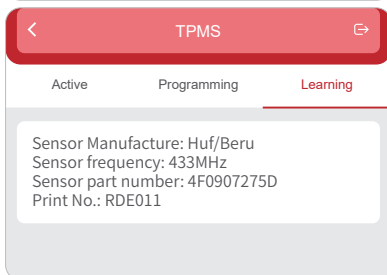 TPMS
Active Programming Learning
Sensor Manufacture: Huf/Beru
Sensor frequency: 433MHz
Sensor part number: 4F0907275D
Print No.: RDE011